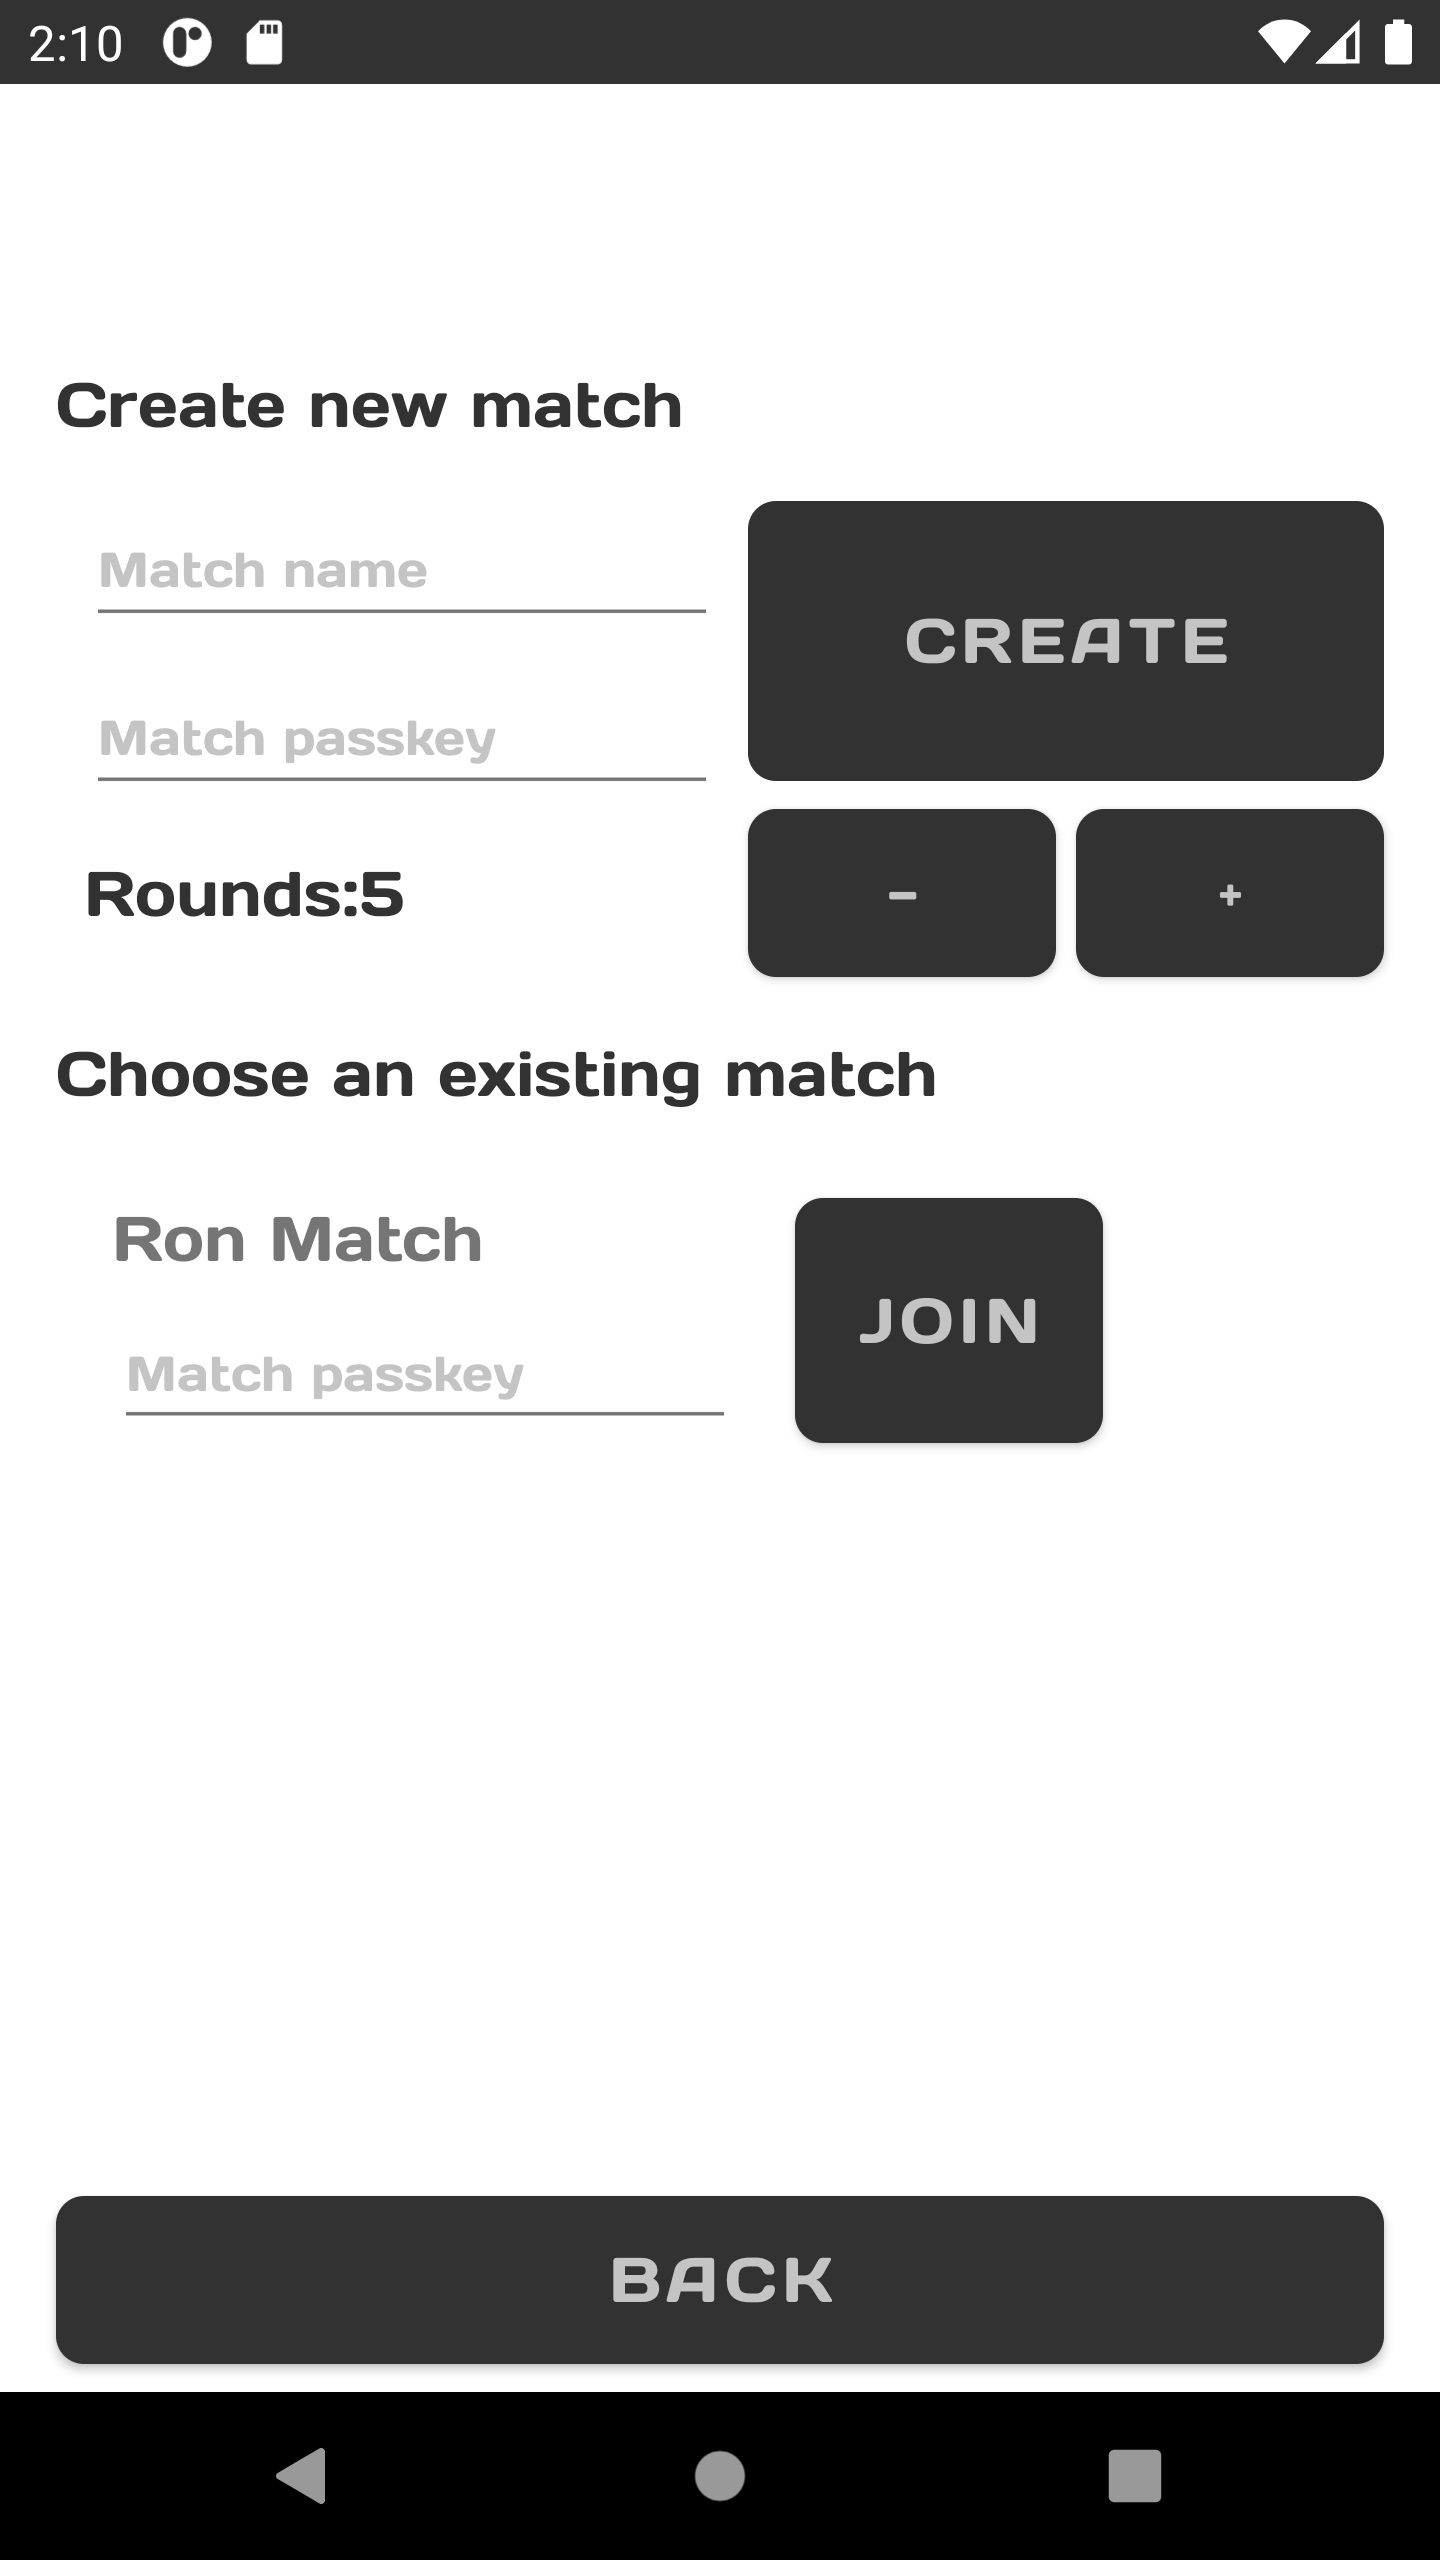 2:10
Create new match
Match name
CREATE
Match passkey
Rounds:5
-
+
Choose an existing match
Ron Match
JOIN
Match passkey
BACK